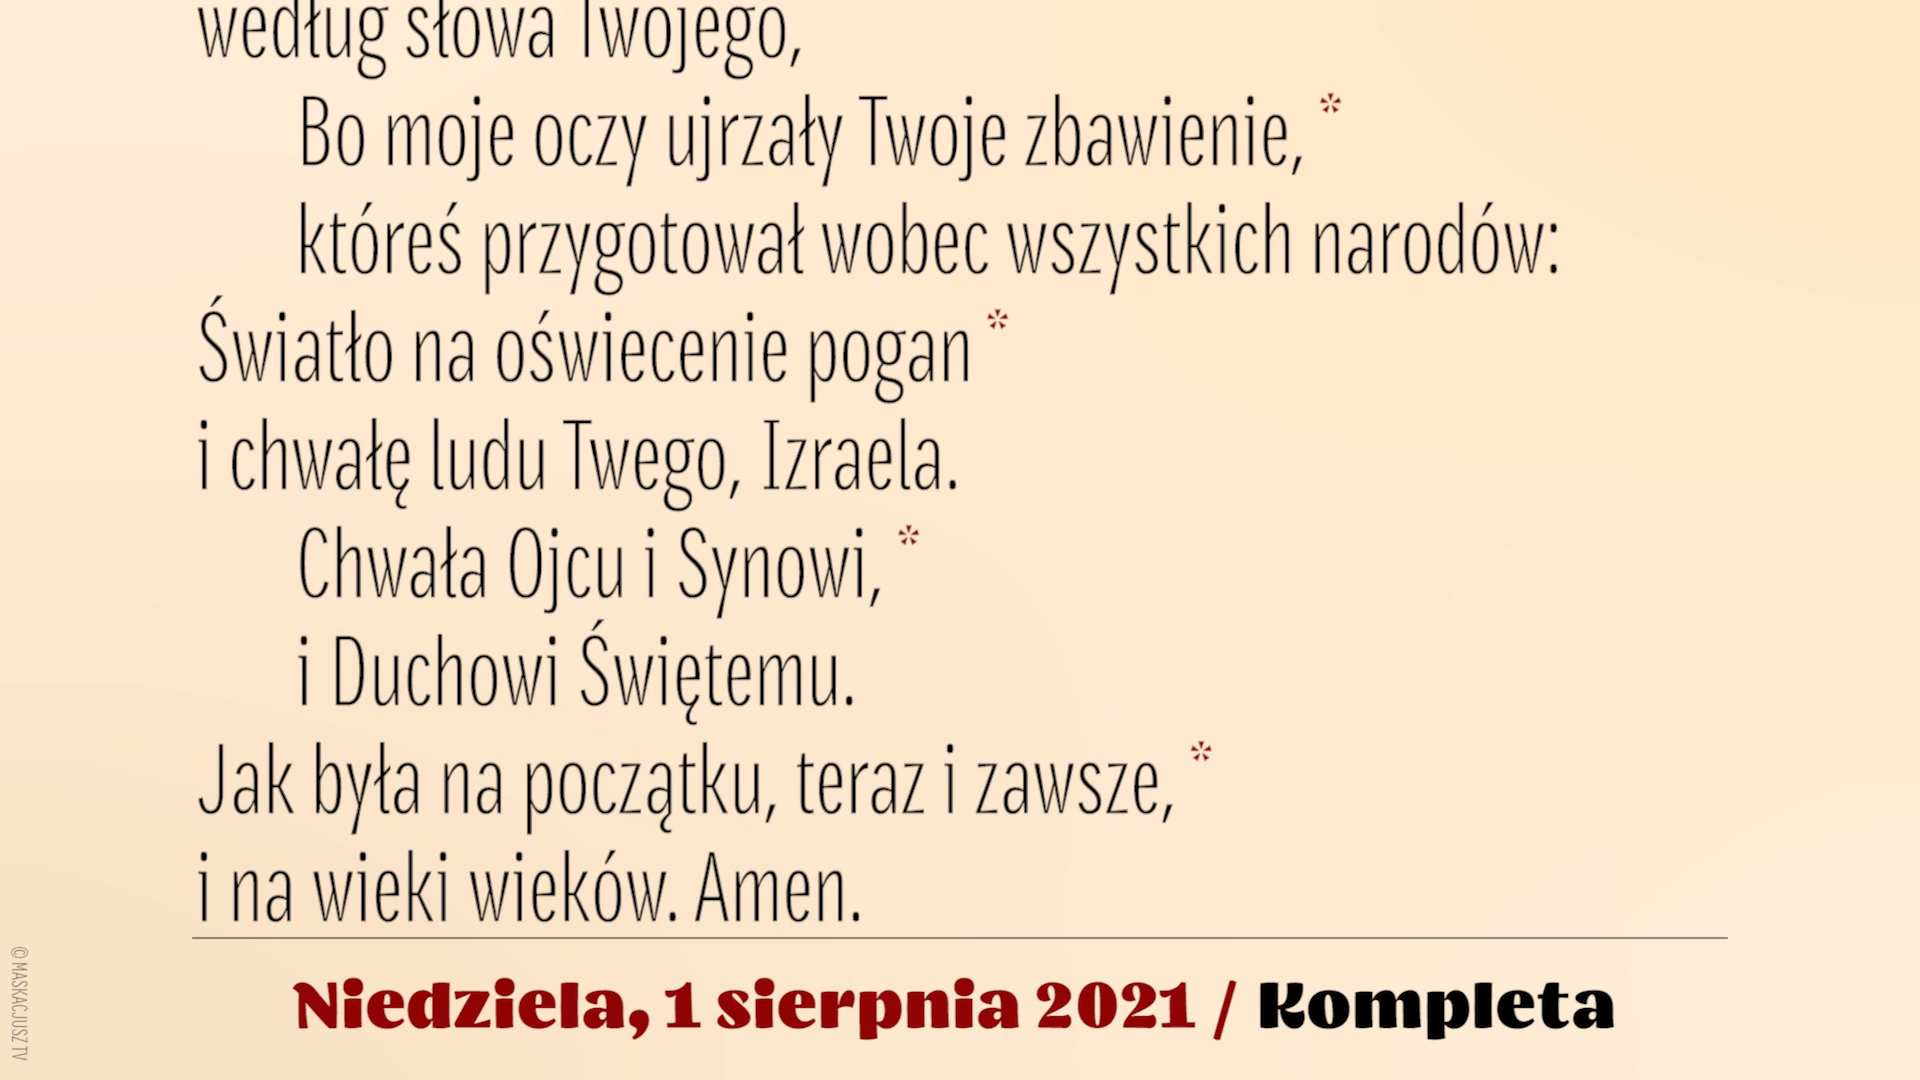 według słowa Twojego,
Bo moje oczy ujrzały Twoje zbawienie, *
któreś przygotował wobec wszystkich narodów:
Światło na oświecenie pogan *
i chwałę ludu Twego, Izraela.
Chwała Ojcu i Synowi, *
i Duchowi Świętemu.
Jak była na początku, teraz i zawsze, *
i na wieki wieków. Amen.
Niedziela, 1 sierpnia 2021 / Kompleta
© MASKACJUSZ TV